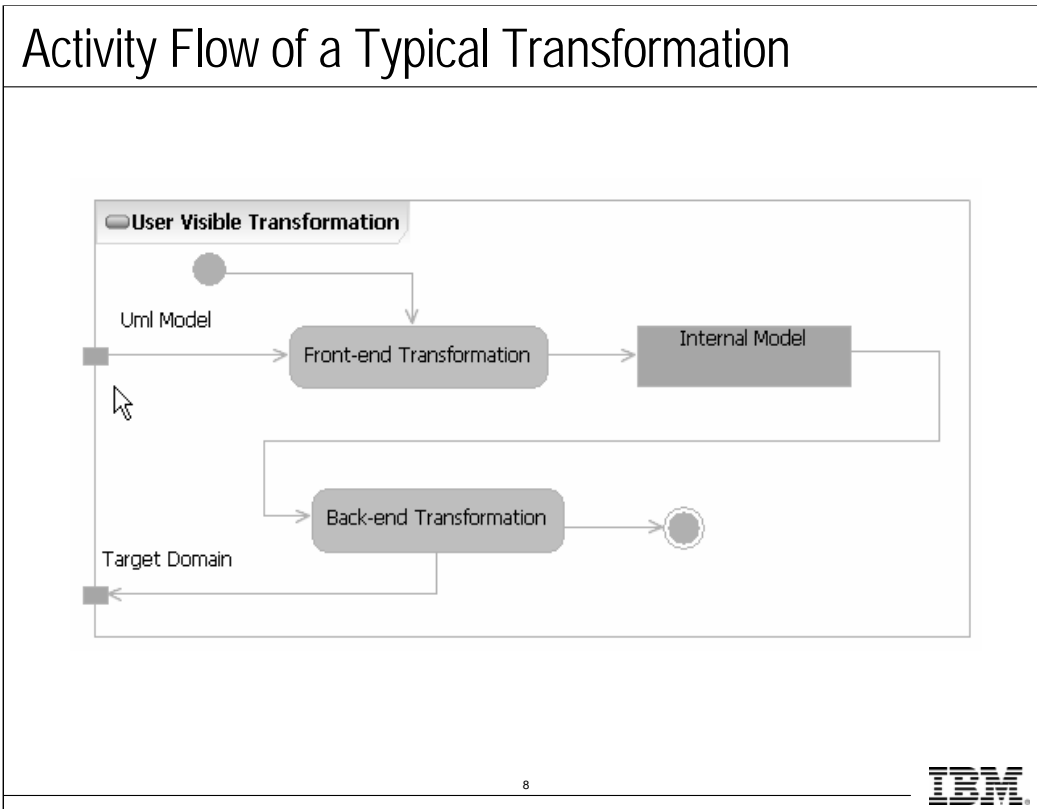 Activity Flow of a Typical Transformation
User Visible Transformation
Uml Model
Front-end Transformation
Internal Model
Back-end Transformation
Target Domain
8
IBM